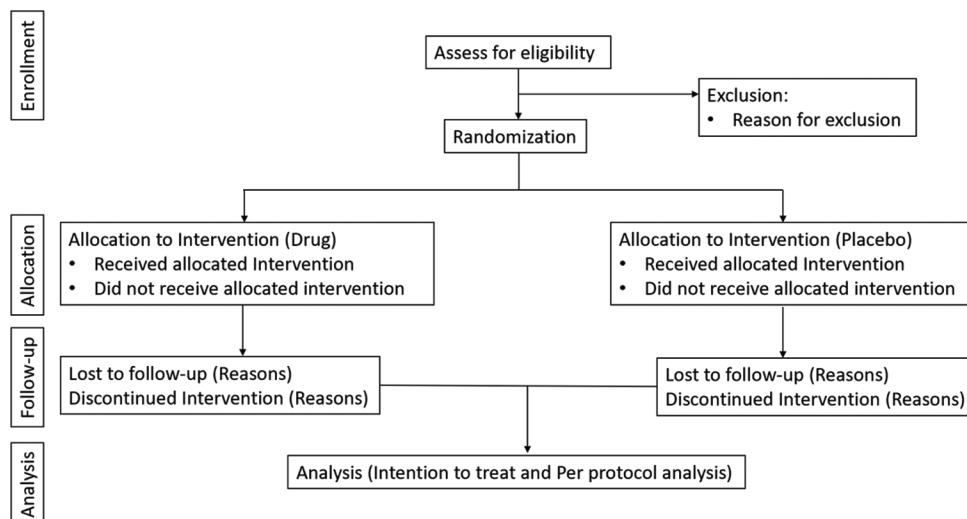 Enrollment
Assess for eligibility
Exclusion:
• Reason for exclusion
Randomization
Allocation
Allocation to Intervention (Drug)
• Received allocated Intervention
• Did not receive allocated intervention
Allocation to Intervention (Placebo)
• Received allocated Intervention
• Did not receive allocated intervention
Follow-up
Lost to follow-up (Reasons)
Discontinued Intervention (Reasons)
Lost to follow-up (Reasons)
Discontinued Intervention (Reasons)
Analysis
Analysis (Intention to treat and Per protocol analysis)